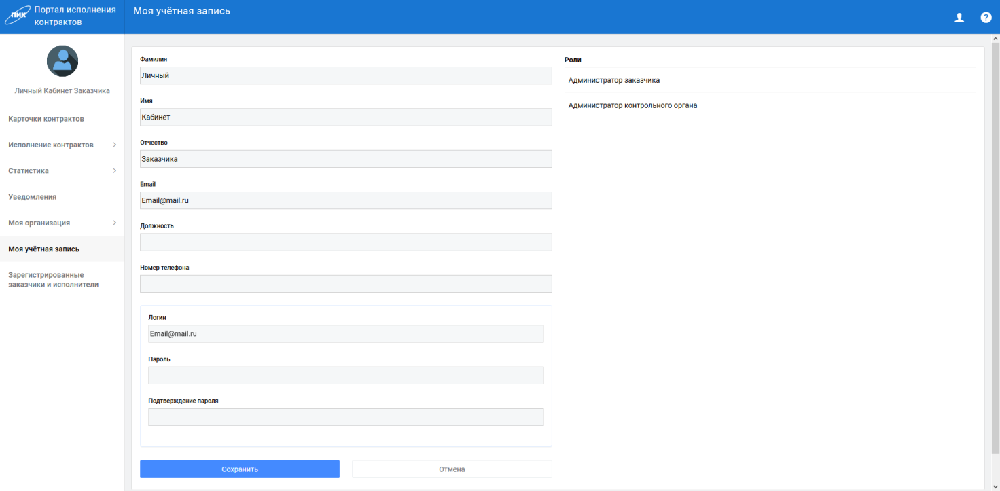 ПИК
Портал исполнения
контрактов
Моя учётная запись
?
Личный Кабинет Заказчика
Карточки контрактов
Исполнение контрактов
Статистика
Уведомления
Моя организация
Моя учётная запись
Зарегистрированные
заказчики и исполнители
Фамилия
Личный
Имя
Кабинет
Отчество
Заказчика
Email
Email@mail.ru
Должность
Номер телефона
Логин
Email@mail.ru
Пароль
Подтверждение пароля
Сохранить
Отмена
Роли
Администратор заказчика
Администратор контрольного органа